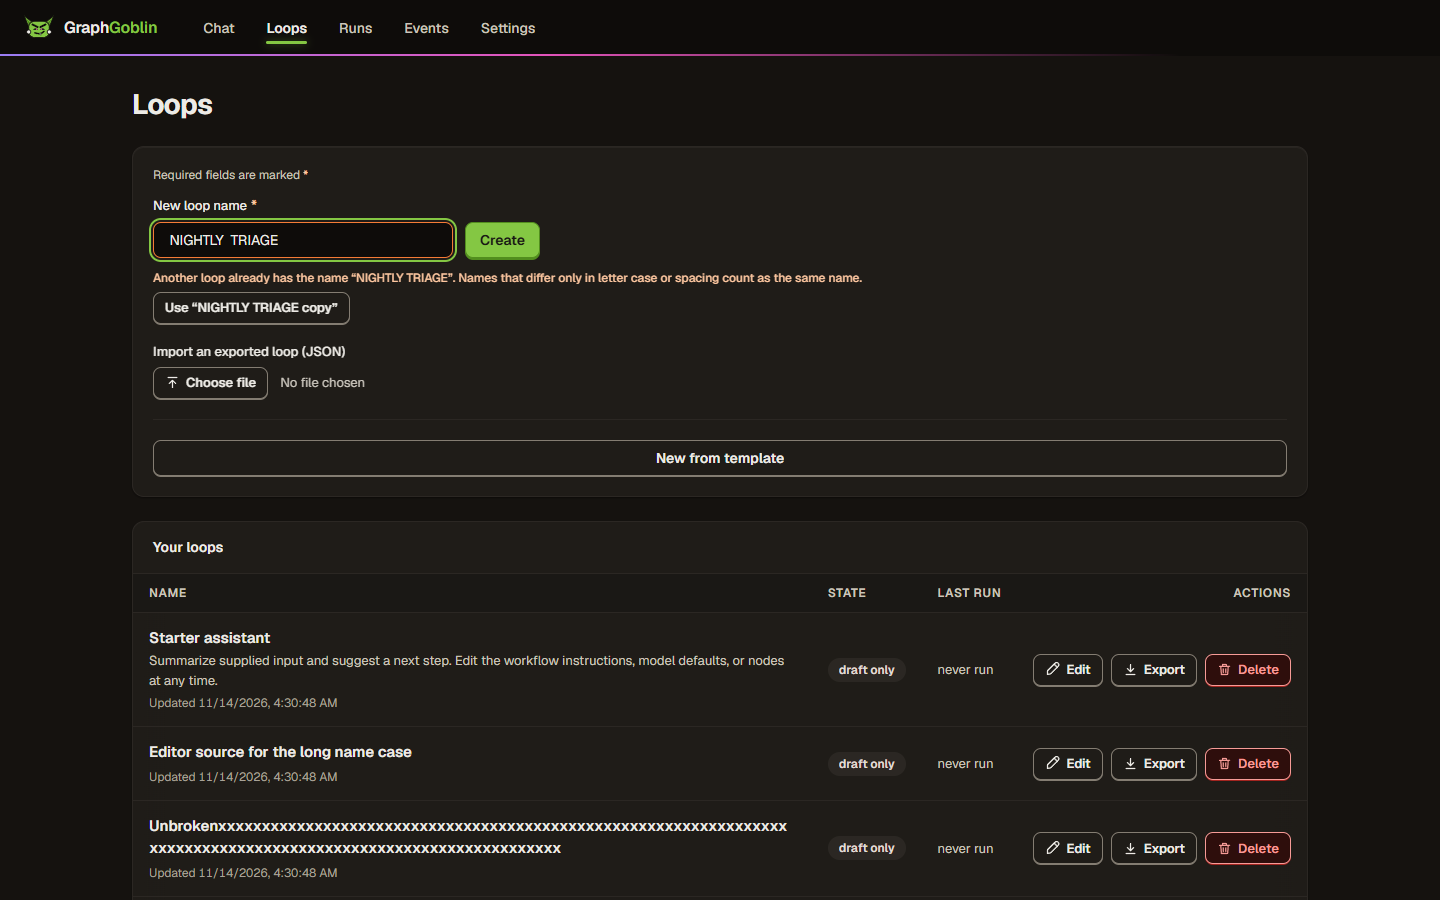 GraphGoblin Chat Loops Runs Events Settings
Loops
Required fields are marked *
New loop name *
NIGHTLY  TRIAGE Create
Another loop already has the name “NIGHTLY TRIAGE”. Names that differ only in letter case or spacing count as the same name.
Use “NIGHTLY TRIAGE copy”
Import an exported loop (JSON)
Choose file No file chosen
New from template
Your loops
NAME STATE LAST RUN ACTIONS
Starter assistant
Summarize supplied input and suggest a next step. Edit the workflow instructions, model defaults, or nodes
at any time.
Updated 11/14/2026, 4:30:48 AM
draft only never run Edit Export Delete
Editor source for the long name case
Updated 11/14/2026, 4:30:48 AM
draft only never run Edit Export Delete
Unbrokenxxxxxxxxxxxxxxxxxxxxxxxxxxxxxxxxxxxxxxxxxxxxxxxxxxxxxxxxxxxxxxxxx
xxxxxxxxxxxxxxxxxxxxxxxxxxxxxxxxxxxxxxxxxxxxxxx
Updated 11/14/2026, 4:30:48 AM
draft only never run Edit Export Delete